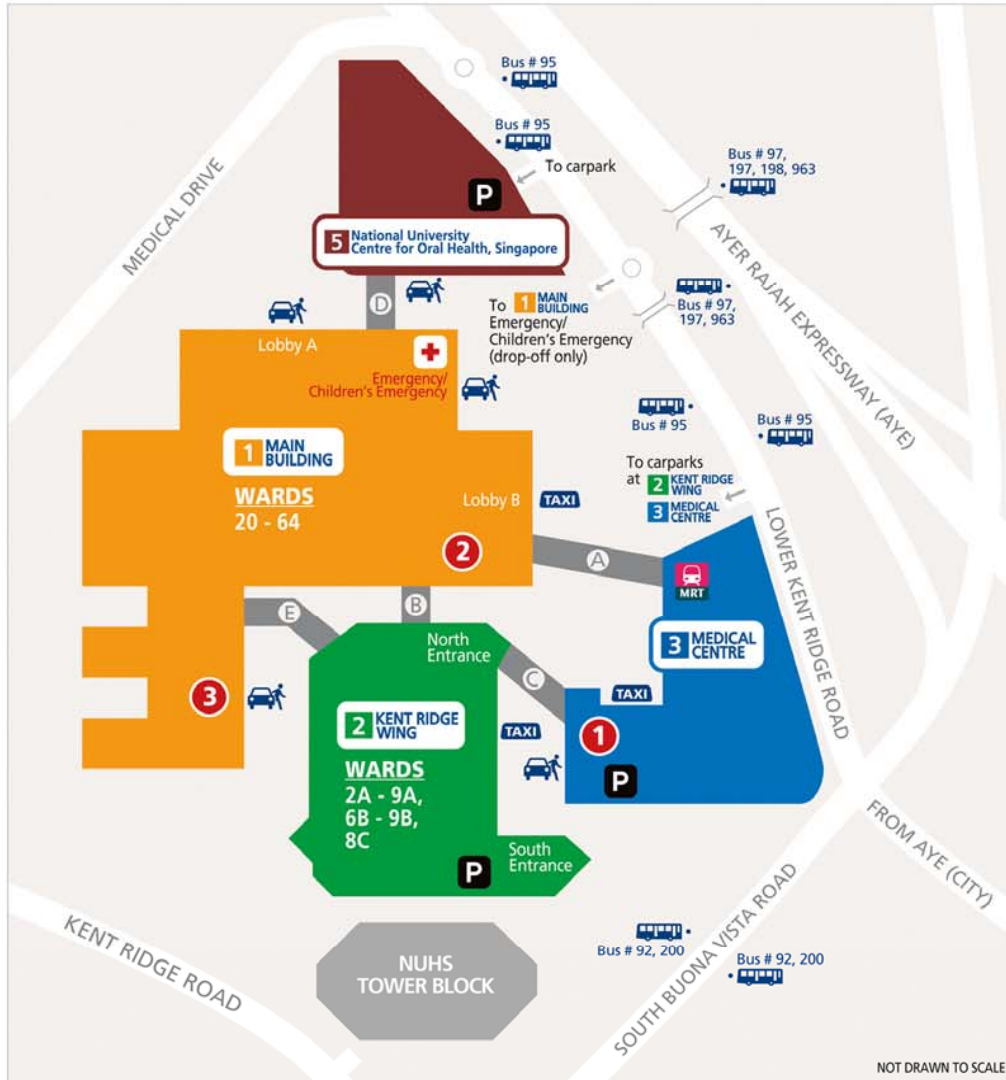 Bus # 95
Bus # 95
To carpark
P
Bus # 97,
197, 198, 963
MEDICAL DRIVE
5 National University
Centre for Oral Health, Singapore
AYER RAJAH EXPRESSWAY (AYE)
D
To 1 MAIN
BUILDING
Emergency/
Children's Emergency
(drop-off only)
Bus # 97,
197, 963
Lobby A
Emergency/
Children's Emergency
Bus # 95
Bus # 95
1 MAIN
BUILDING
WARDS
20 - 64
Lobby B
TAXI
To carparks
at 2 KENT RIDGE
WING
3 MEDICAL
CENTRE
LOWER KENT RIDGE ROAD
2
A
MRT
B
E
North
Entrance
3 MEDICAL
CENTRE
C
3
TAXI
2 KENT RIDGE
WING
TAXI
1
WARDS
2A - 9A,
6B - 9B,
8C
P
South
Entrance
P
FROM AYE (CITY)
KENT RIDGE ROAD
NUHS
TOWER BLOCK
Bus # 92, 200
Bus # 92, 200
SOUTH BUONA VISTA ROAD
NOT DRAWN TO SCALE